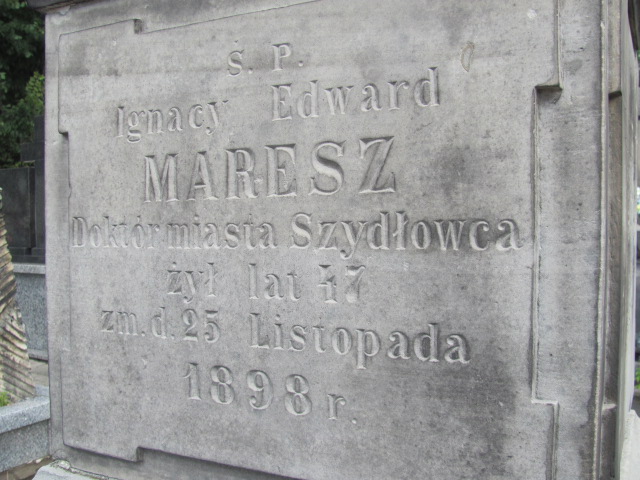 Ś. P.
Ignacy Edward
MARESZ
Doktór miasta Szydłowca
żył lat 47
zm. d. 25 Listopada
1898 r.